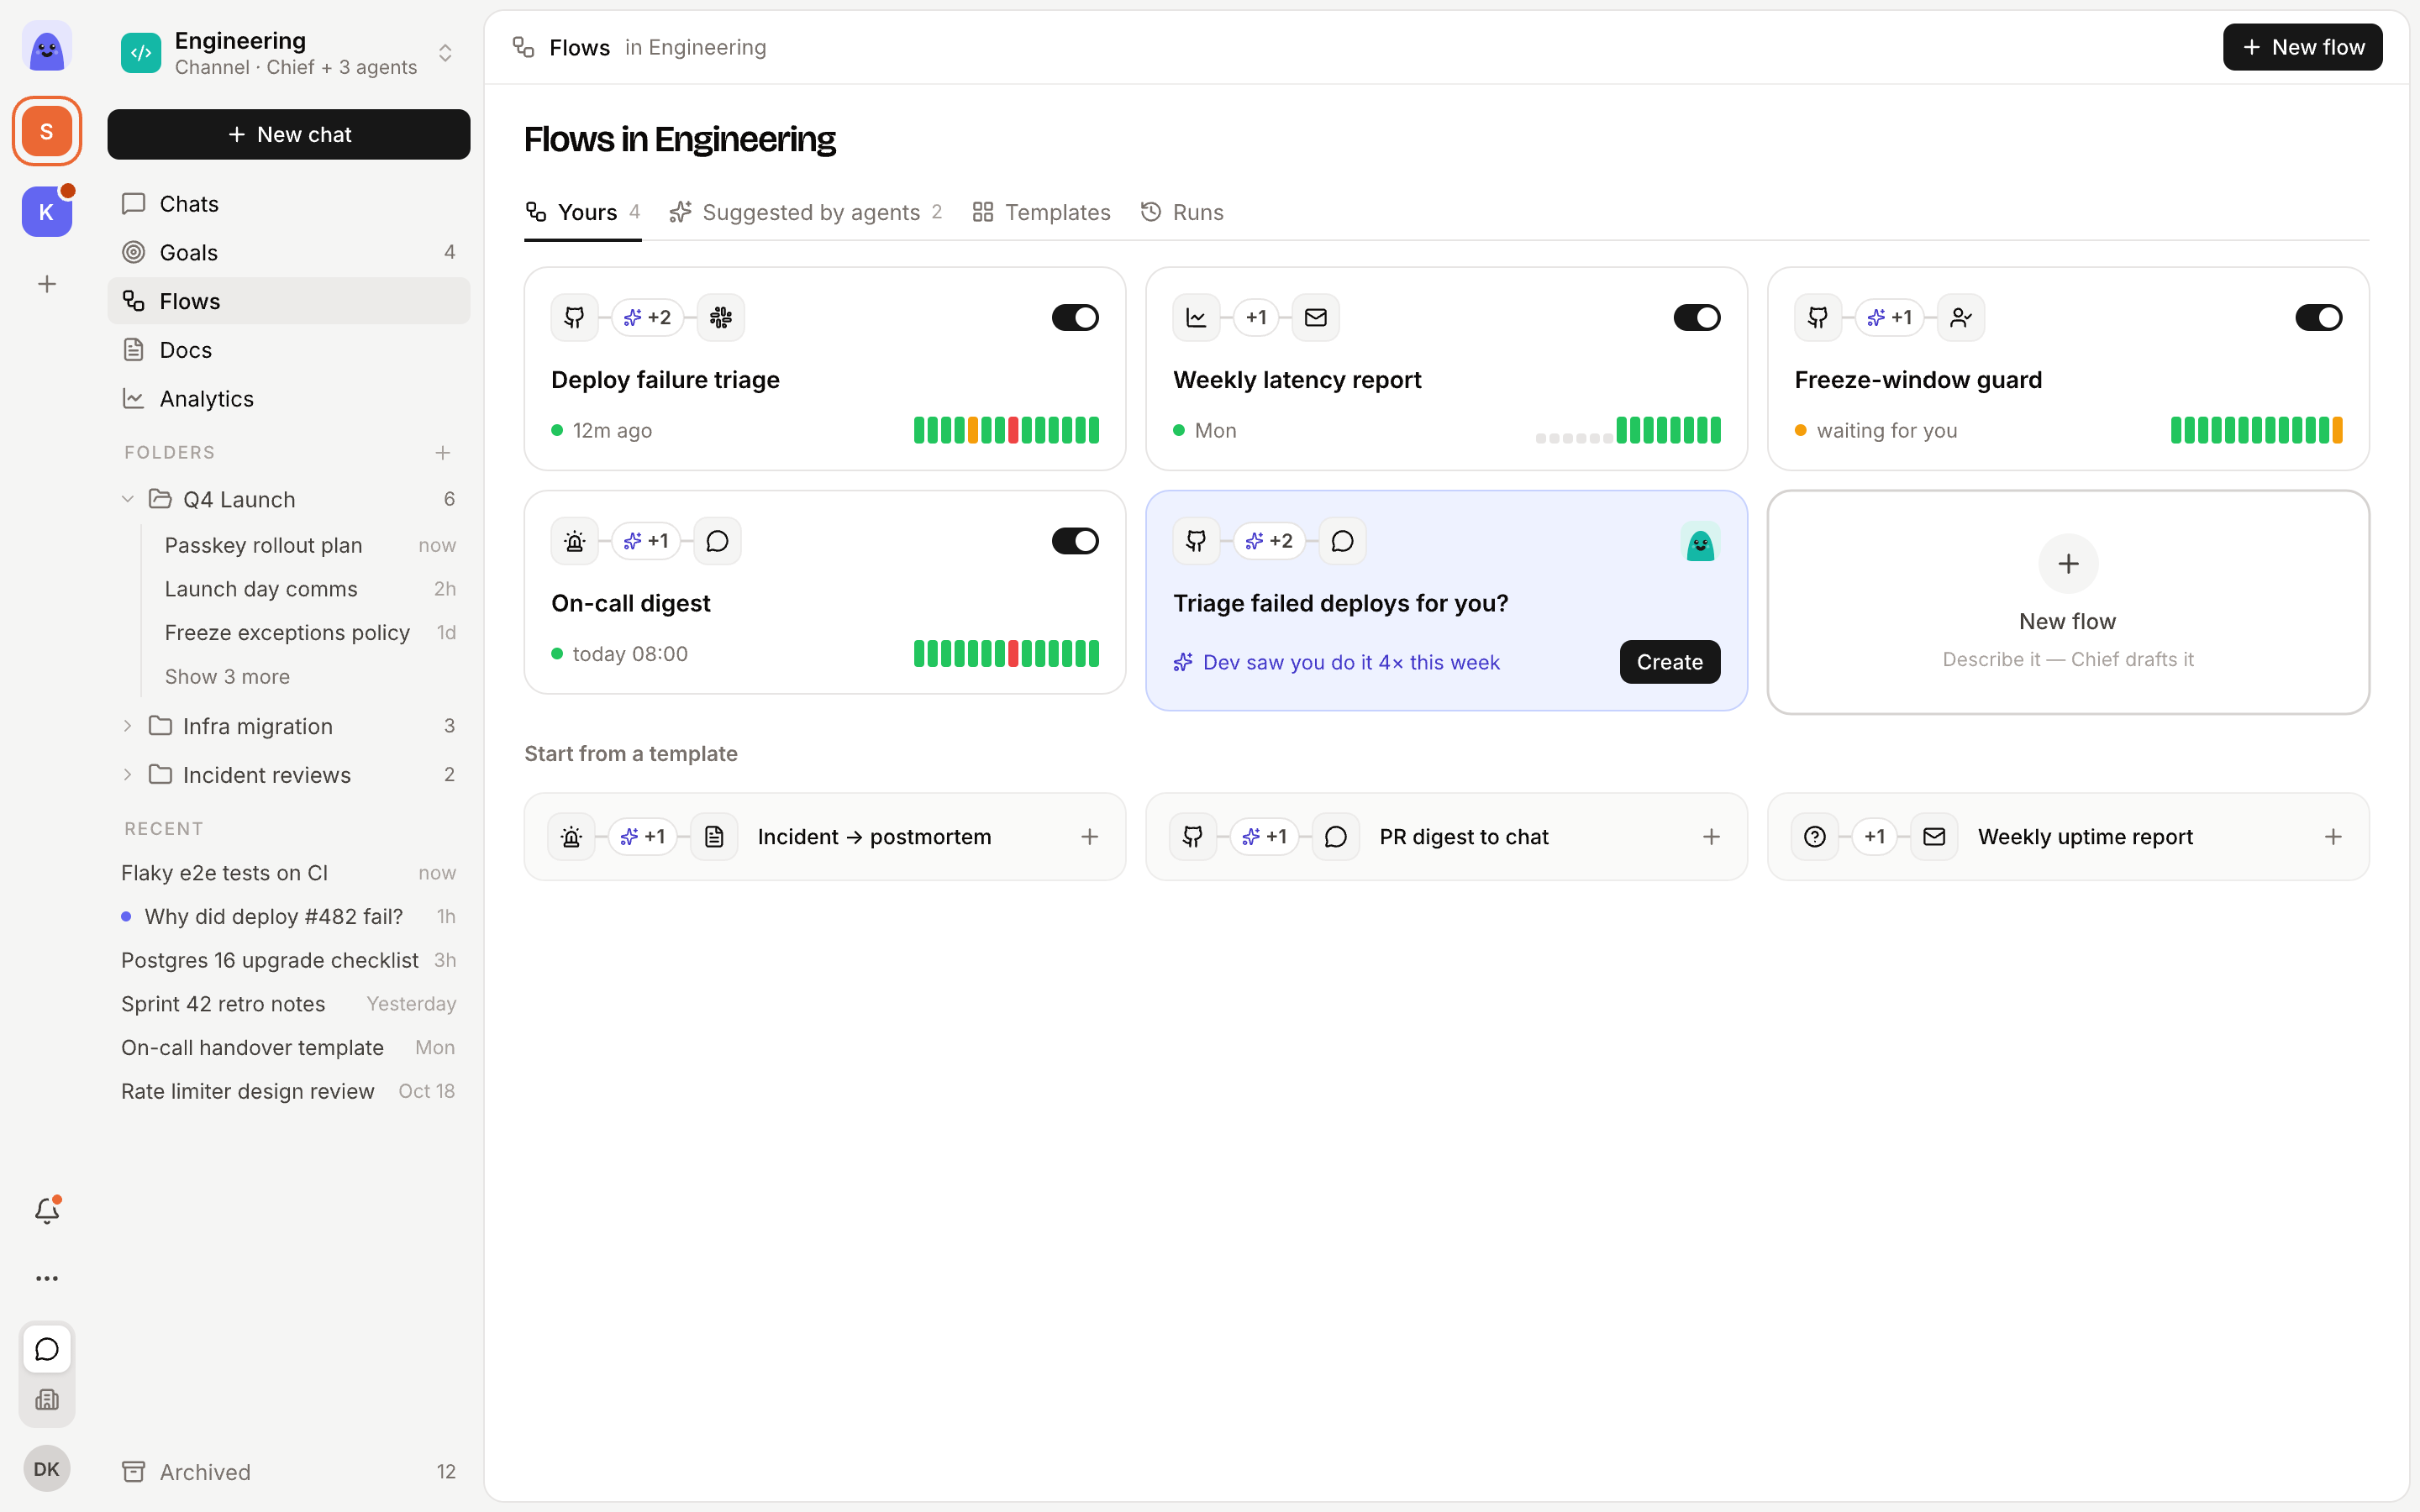 S
K
DK
Engineering
Channel · Chief + 3 agents
New chat
Chats
Goals 4
Flows
Docs
Analytics
FOLDERS
Q4 Launch 6
Passkey rollout plan now
Launch day comms 2h
Freeze exceptions policy 1d
Show 3 more
Infra migration 3
Incident reviews 2
RECENT
Flaky e2e tests on CI now
Why did deploy #482 fail? 1h
Postgres 16 upgrade checklist 3h
Sprint 42 retro notes Yesterday
On-call handover template Mon
Rate limiter design review Oct 18
Archived 12
Flows in Engineering
New flow
Flows in Engineering
Yours 4 Suggested by agents 2 Templates Runs
+2
Deploy failure triage
12m ago
+1
Weekly latency report
Mon
+1
Freeze-window guard
waiting for you
+1
On-call digest
today 08:00
+2
Triage failed deploys for you?
Dev saw you do it 4× this week Create
New flow
Describe it — Chief drafts it
Start from a template
+1 Incident → postmortem
+1 PR digest to chat
+1 Weekly uptime report